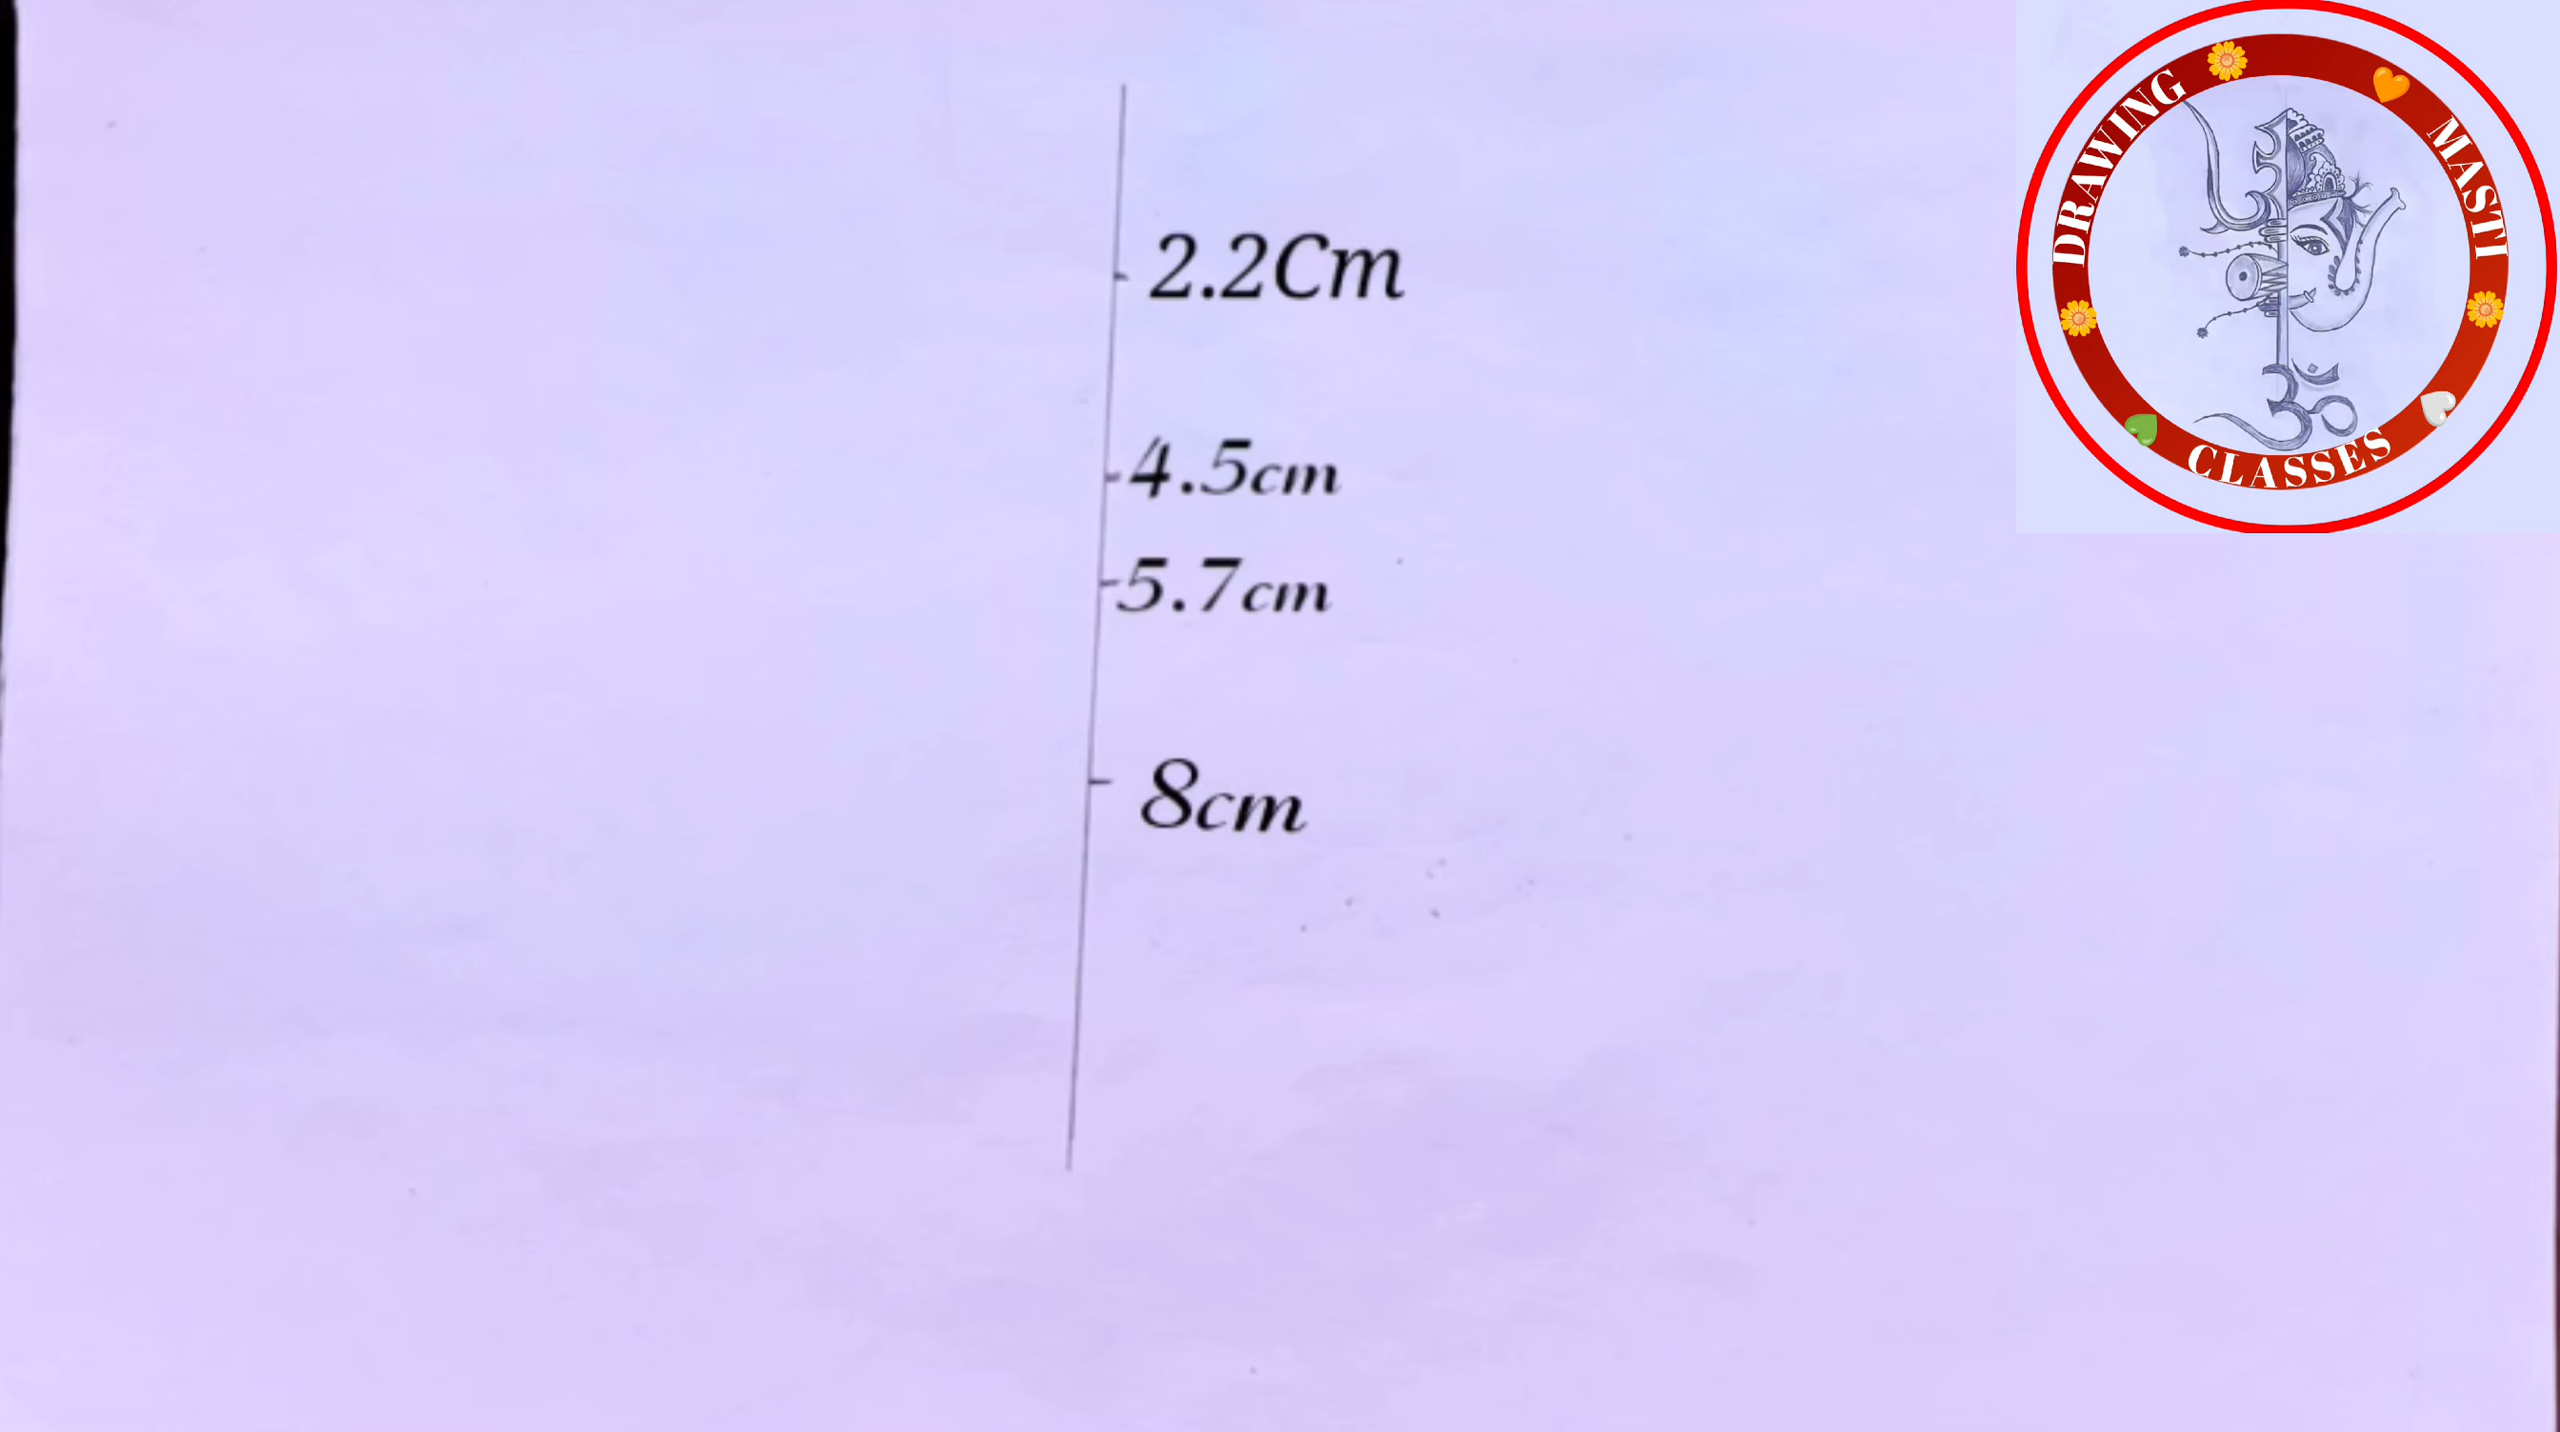 2.2Cm
4.5cm
5.7cm
8cm
DRAWING MASTI
CLASSES
ॐ